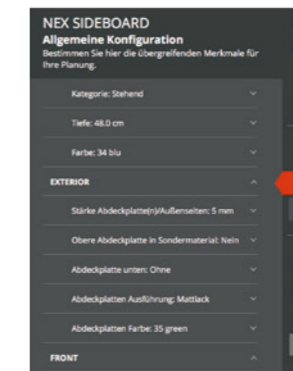 NEX SIDEBOARD
Allgemeine Konfiguration
Bestimmen Sie hier die übergreifenden Merkmale für
Ihre Planung.
Kategorie: Stehend
Tiefe: 48.0 cm
Farbe: 34 blu
EXTERIOR
Stärke Abdeckplatte(n)/Außenseiten: 5 mm
Obere Abdeckplatte in Sondermaterial: Nein
Abdeckplatte unten: Ohne
Abdeckplatten Ausführung: Mattlack
Abdeckplatten Farbe: 35 green
FRONT